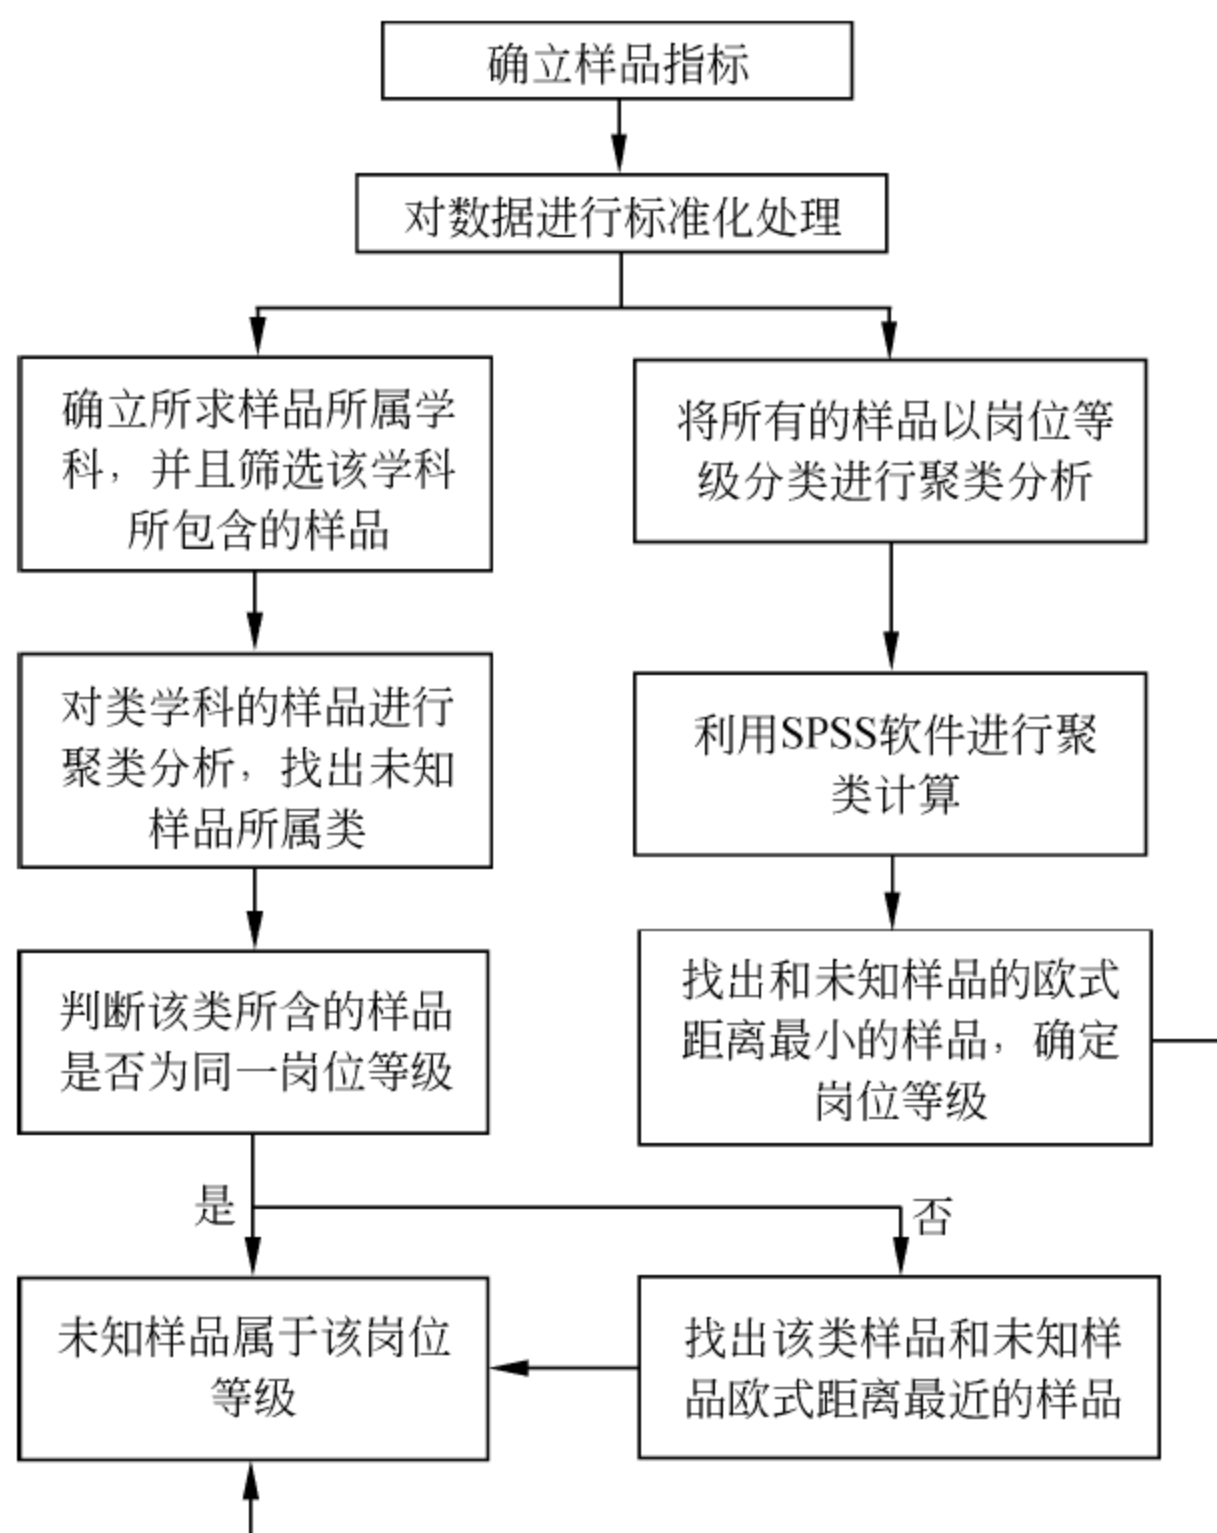 确立样品指标
对数据进行标准化处理
确立所求样品所属学
科，并且筛选该学科
所包含的样品
将所有的样品以岗位等
级分类进行聚类分析
对类学科的样品进行
聚类分析，找出未知
样品所属类
利用SPSS软件进行聚
类计算
判断该类所含的样品
是否为同一岗位等级
找出和未知样品的欧式
距离最小的样品，确定
岗位等级
是
否
未知样品属于该岗位
等级
找出该类样品和未知样
品欧式距离最近的样品